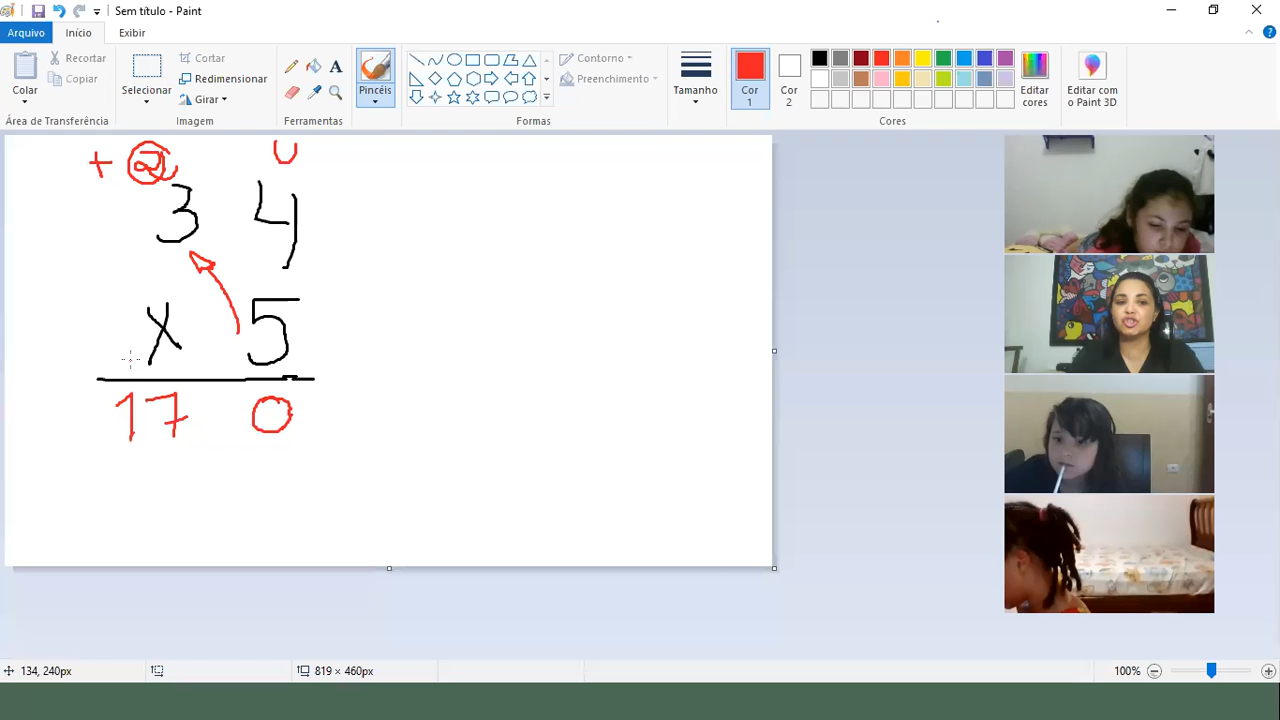 Sem título - Paint
Arquivo Início Exibir
Colar
Recortar
Copiar
Área de Transferência
Selecionar
Cortar
Redimensionar
Girar
Imagem
A
Ferramentas
Pincéis
Contorno
Preenchimento
Formas
Tamanho
Cor 1
Cor 2
Editar cores
Cores
Editar com o Paint 3D
+ 2 U
3 4
X 5
17 0
134, 240px 819 × 460px 100%